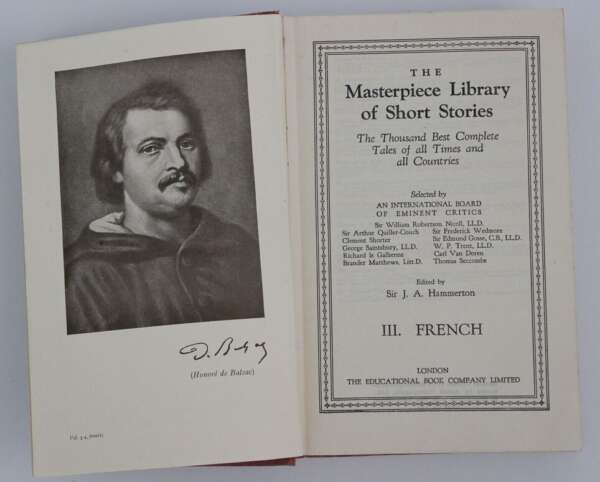 (Honoré de Balzac)
THE
Masterpiece Library
of Short Stories
The Thousand Best Complete
Tales of all Times and
all Countries
Selected by
AN INTERNATIONAL BOARD
OF EMINENT CRITICS
Sir William Robertson Nicoll, LL.D.
Sir Arthur Quiller-Couch Sir Frederick Wedmore
Clement Shorter Sir Edmund Gosse, C.B., LL.D.
George Saintsbury, LL.D. W. P. Trent, LL.D.
Richard le Gallienne Carl Van Doren
Brander Matthews, Litt.D. Thomas Seccombe
Edited by
Sir J. A. Hammerton
III. FRENCH
LONDON
THE EDUCATIONAL BOOK COMPANY LIMITED